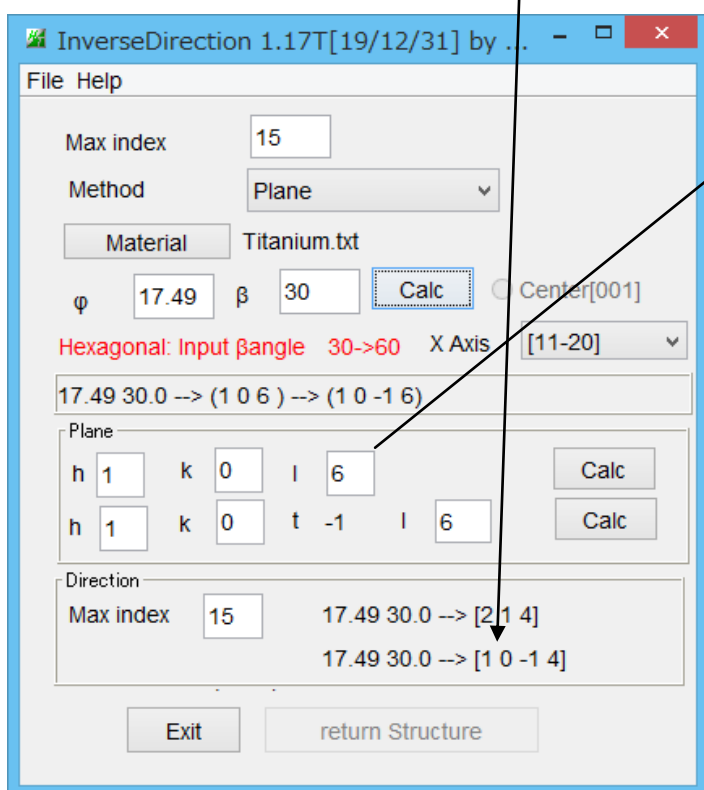 InverseDirection 1.17T[19/12/31] by ...
File Help
Max index 15
Method Plane
Material Titanium.txt
φ 17.49 β 30 Calc Center[001]
Hexagonal: Input βangle 30->60 X Axis [11-20]
17.49 30.0 --> (1 0 6 ) --> (1 0 -1 6)
Plane
h 1 k 0 l 6 Calc
h 1 k 0 t -1 l 6 Calc
Direction
Max index 15 17.49 30.0 --> [2 1 4]
17.49 30.0 --> [1 0 -1 4]
Exit return Structure